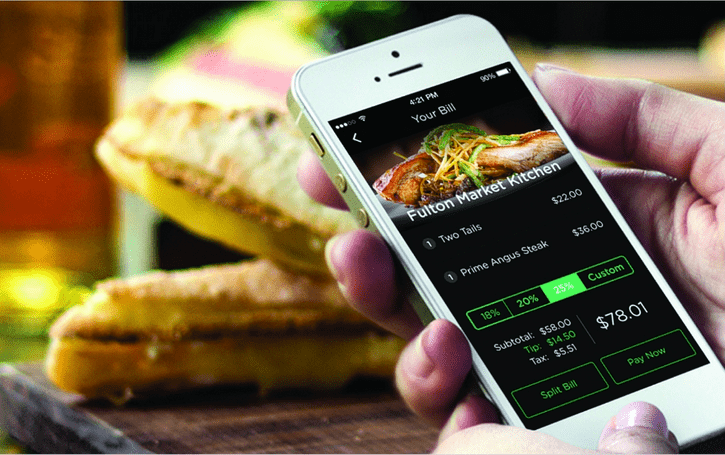 4:21 PM
90%
Your Bill
Fulton Market Kitchen
1 Two Tails $22.00
1 Prime Angus Steak $36.00
18% 20% 25% Custom
Subtotal: $58.00
Tip: $14.50
Tax: $5.51
$78.01
Split Bill
Pay Now